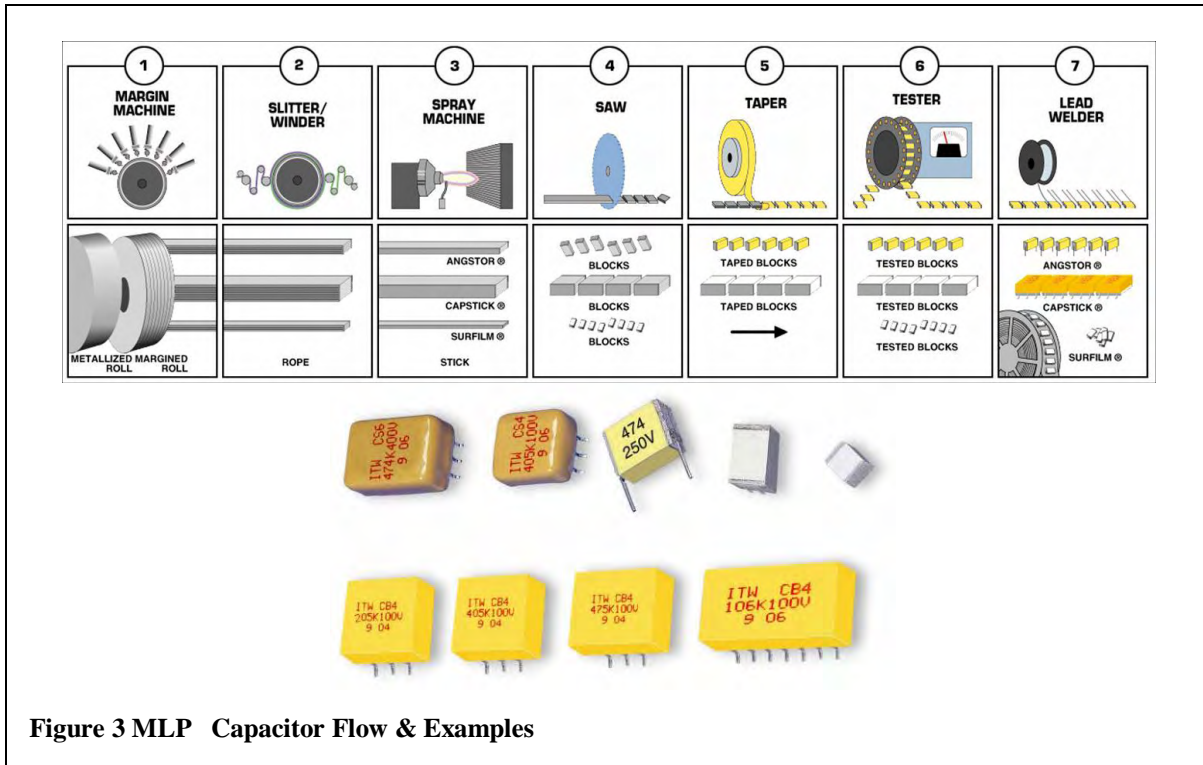 1
MARGIN
MACHINE
2
SLITTER/
WINDER
3
SPRAY
MACHINE
4
SAW
5
TAPER
6
TESTER
7
LEAD
WELDER
METALLIZED MARGINED
ROLL ROLL
ROPE
ANGSTOR ®
CAPSTICK ®
SURFILM ®
STICK
BLOCKS
BLOCKS
BLOCKS
TAPED BLOCKS
TAPED BLOCKS
TESTED BLOCKS
TESTED BLOCKS
TESTED BLOCKS
ANGSTOR ®
CAPSTICK ®
SURFILM ®
ITW CS6
474K400V
9 06
ITW CS4
405K100V
9 06
474
250V
ITW CB4
205K100V
9 04
ITW CB4
405K100V
9 04
ITW CB4
475K100V
9 04
ITW CB4
106K100V
9 06
Figure 3 MLP Capacitor Flow & Examples